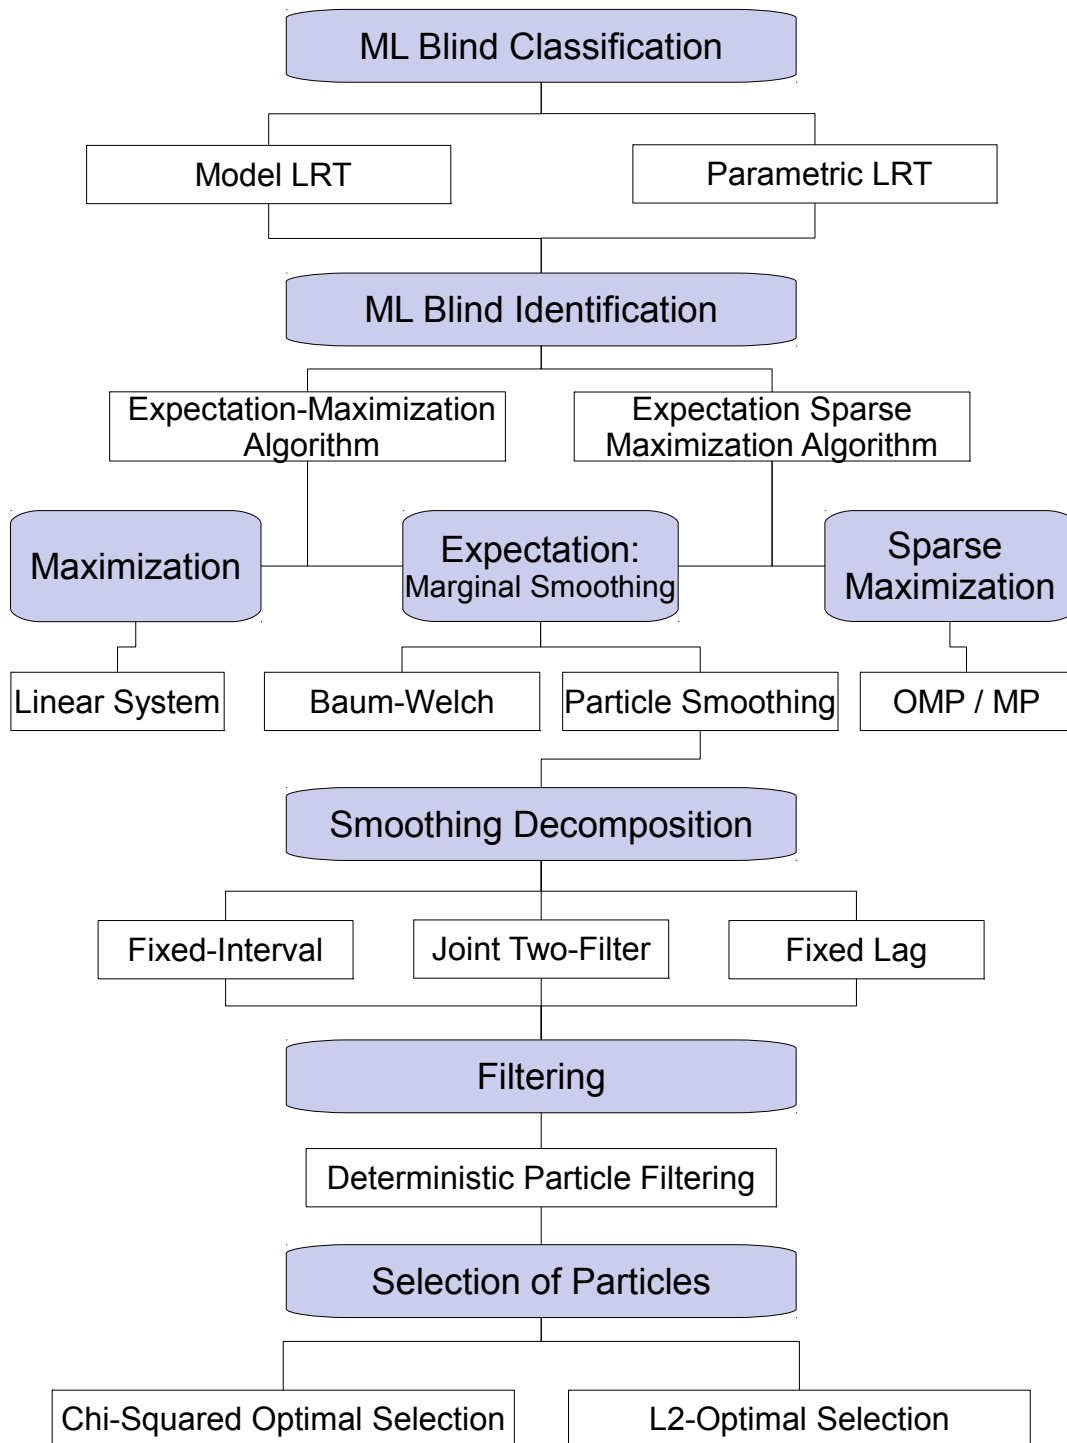 ML Blind Classification
Model LRT
Parametric LRT
ML Blind Identification
Expectation-Maximization
Algorithm
Expectation Sparse
Maximization Algorithm
Maximization
Expectation:
Marginal Smoothing
Sparse
Maximization
Linear System
Baum-Welch
Particle Smoothing
OMP / MP
Smoothing Decomposition
Fixed-Interval
Joint Two-Filter
Fixed Lag
Filtering
Deterministic Particle Filtering
Selection of Particles
Chi-Squared Optimal Selection
L2-Optimal Selection